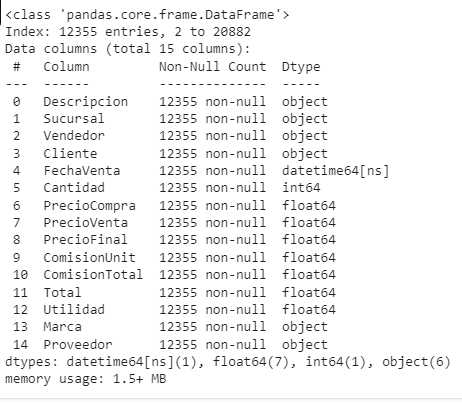 <class 'pandas.core.frame.DataFrame'>
Index: 12355 entries, 2 to 20882
Data columns (total 15 columns):
 #   Column         Non-Null Count  Dtype
---  ------         --------------  -----
 0   Descripcion    12355 non-null  object
 1   Sucursal       12355 non-null  object
 2   Vendedor       12355 non-null  object
 3   Cliente        12355 non-null  object
 4   FechaVenta     12355 non-null  datetime64[ns]
 5   Cantidad       12355 non-null  int64
 6   PrecioCompra   12355 non-null  float64
 7   PrecioVenta    12355 non-null  float64
 8   PrecioFinal    12355 non-null  float64
 9   ComisionUnit   12355 non-null  float64
 10  ComisionTotal  12355 non-null  float64
 11  Total          12355 non-null  float64
 12  Utilidad       12355 non-null  float64
 13  Marca          12355 non-null  object
 14  Proveedor      12355 non-null  object
dtypes: datetime64[ns](1), float64(7), int64(1), object(6)
memory usage: 1.5+ MB